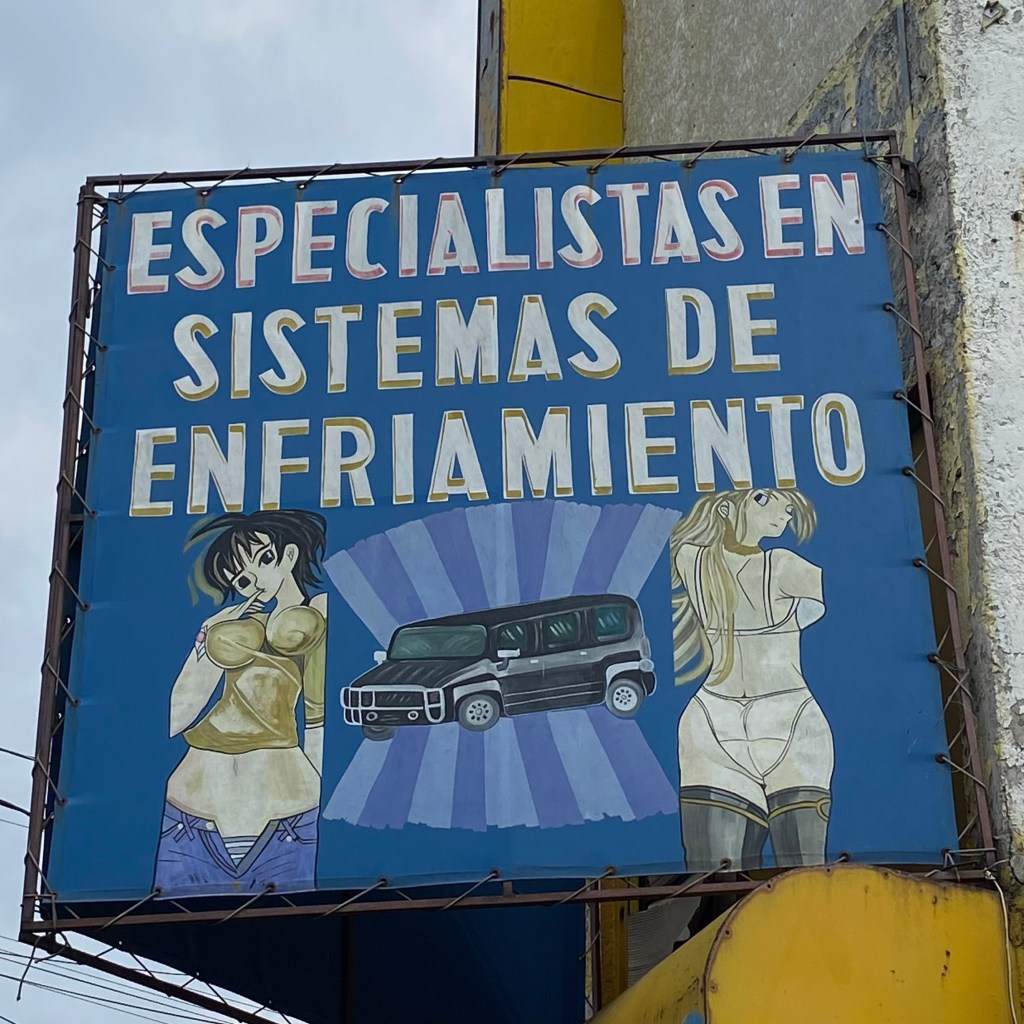 ESPECIALISTAS EN
SISTEMAS DE
ENFRIAMIENTO